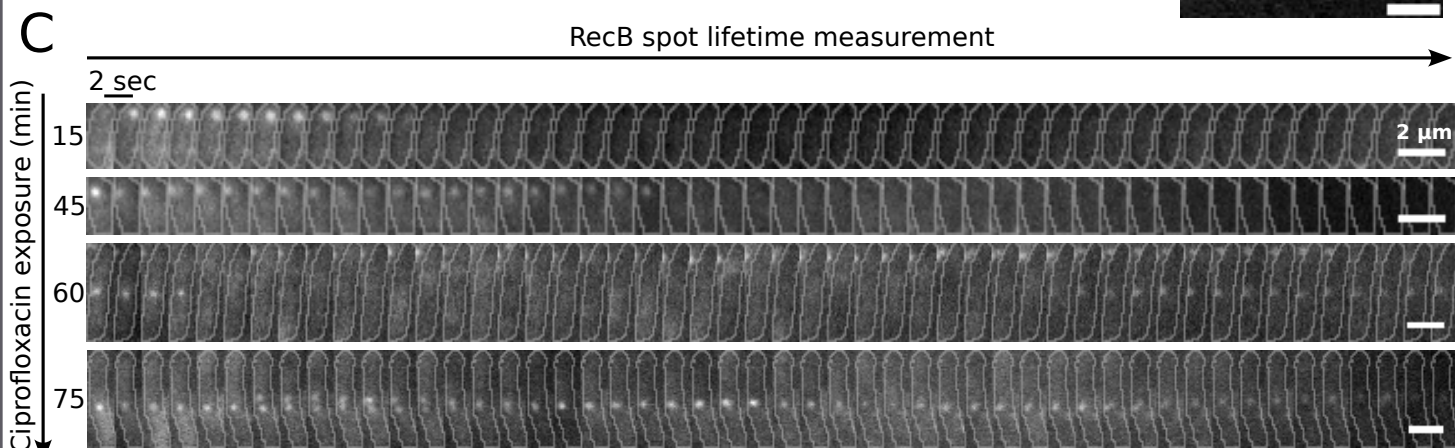 C
RecB spot lifetime measurement
2 sec
Ciprofloxacin exposure (min)
15
2 µm
45
60
75